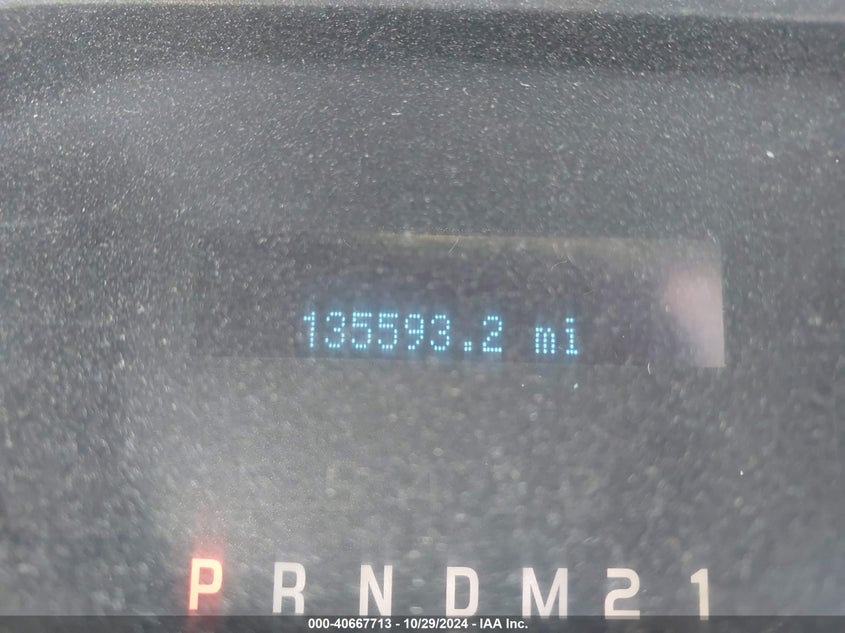 135593.2 mi
P R N D M 2 1
000-40667713 - 10/29/2024 - IAA Inc.